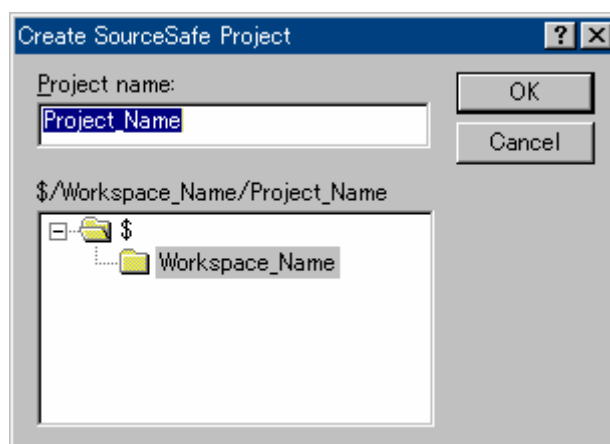 Create SourceSafe Project
Project name:
OK
Project_Name
Cancel
$/Workspace_Name/Project_Name
$
Workspace_Name